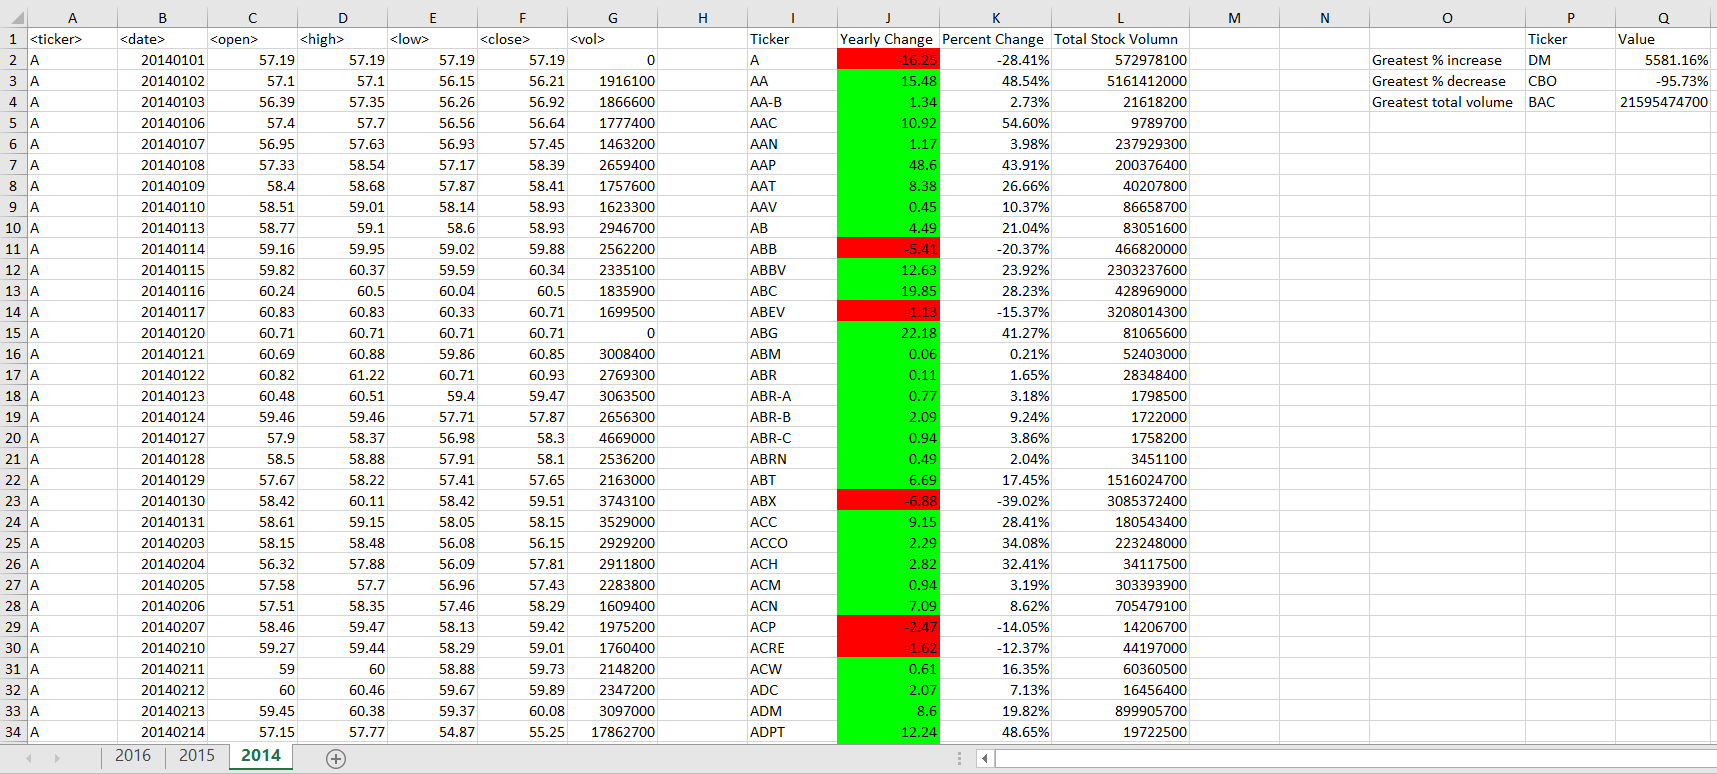 A B C D E F G H I J K L M N O P Q
1 <ticker> <date> <open> <high> <low> <close> <vol> Ticker Yearly Change Percent Change Total Stock Volumn Ticker Value
2 A 20140101 57.19 57.19 57.19 57.19 0 A -16.25 -28.41% 572978100 Greatest % increase DM 5581.16%
3 A 20140102 57.1 57.1 56.15 56.21 1916100 AA 15.48 48.54% 5161412000 Greatest % decrease CBO -95.73%
4 A 20140103 56.39 57.35 56.26 56.92 1866600 AA-B 1.34 2.73% 21618200 Greatest total volume BAC 21595474700
5 A 20140106 57.4 57.7 56.56 56.64 1777400 AAC 10.92 54.60% 9789700
6 A 20140107 56.95 57.63 56.93 57.45 1463200 AAN 1.17 3.98% 237929300
7 A 20140108 57.33 58.54 57.17 58.39 2659400 AAP 48.6 43.91% 200376400
8 A 20140109 58.4 58.68 57.87 58.41 1757600 AAT 8.38 26.66% 40207800
9 A 20140110 58.51 59.01 58.14 58.93 1623300 AAV 0.45 10.37% 86658700
10 A 20140113 58.77 59.1 58.6 58.93 2946700 AB 4.49 21.04% 83051600
11 A 20140114 59.16 59.95 59.02 59.88 2562200 ABB -5.41 -20.37% 466820000
12 A 20140115 59.82 60.37 59.59 60.34 2335100 ABBV 12.63 23.92% 2303237600
13 A 20140116 60.24 60.5 60.04 60.5 1835900 ABC 19.85 28.23% 428969000
14 A 20140117 60.83 60.83 60.33 60.71 1699500 ABEV -1.13 -15.37% 3208014300
15 A 20140120 60.71 60.71 60.71 60.71 0 ABG 22.18 41.27% 81065600
16 A 20140121 60.69 60.88 59.86 60.85 3008400 ABM 0.06 0.21% 52403000
17 A 20140122 60.82 61.22 60.71 60.93 2769300 ABR 0.11 1.65% 28348400
18 A 20140123 60.48 60.51 59.4 59.47 3063500 ABR-A 0.77 3.18% 1798500
19 A 20140124 59.46 59.46 57.71 57.87 2656300 ABR-B 2.09 9.24% 1722000
20 A 20140127 57.9 58.37 56.98 58.3 4669000 ABR-C 0.94 3.86% 1758200
21 A 20140128 58.5 58.88 57.91 58.1 2536200 ABRN 0.49 2.04% 3451100
22 A 20140129 57.67 58.22 57.41 57.65 2163000 ABT 6.69 17.45% 1516024700
23 A 20140130 58.42 60.11 58.42 59.51 3743100 ABX -6.88 -39.02% 3085372400
24 A 20140131 58.61 59.15 58.05 58.15 3529000 ACC 9.15 28.41% 180543400
25 A 20140203 58.15 58.48 56.08 56.15 2929200 ACCO 2.29 34.08% 223248000
26 A 20140204 56.32 57.88 56.09 57.81 2911800 ACH 2.82 32.41% 34117500
27 A 20140205 57.58 57.7 56.96 57.43 2283800 ACM 0.94 3.19% 303393900
28 A 20140206 57.51 58.35 57.46 58.29 1609400 ACN 7.09 8.62% 705479100
29 A 20140207 58.46 59.47 58.13 59.42 1975200 ACP -2.47 -14.05% 14206700
30 A 20140210 59.27 59.44 58.29 59.01 1760400 ACRE -1.62 -12.37% 44197000
31 A 20140211 59 60 58.88 59.73 2148200 ACW 0.61 16.35% 60360500
32 A 20140212 60 60.46 59.67 59.89 2347200 ADC 2.07 7.13% 16456400
33 A 20140213 59.45 60.38 59.37 60.08 3097000 ADM 8.6 19.82% 899905700
34 A 20140214 57.15 57.77 54.87 55.25 17862700 ADPT 12.24 48.65% 19722500
2016 2015 2014